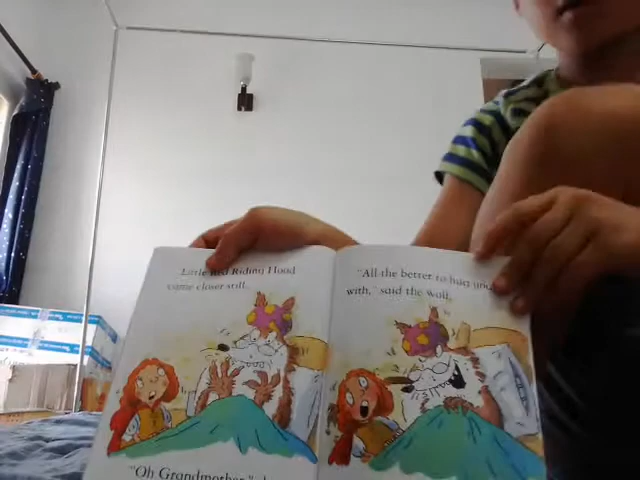 Little Red Riding Hood
came closer still.
"Oh Grandmother,"
"All the better to hug you
with," said the wolf.